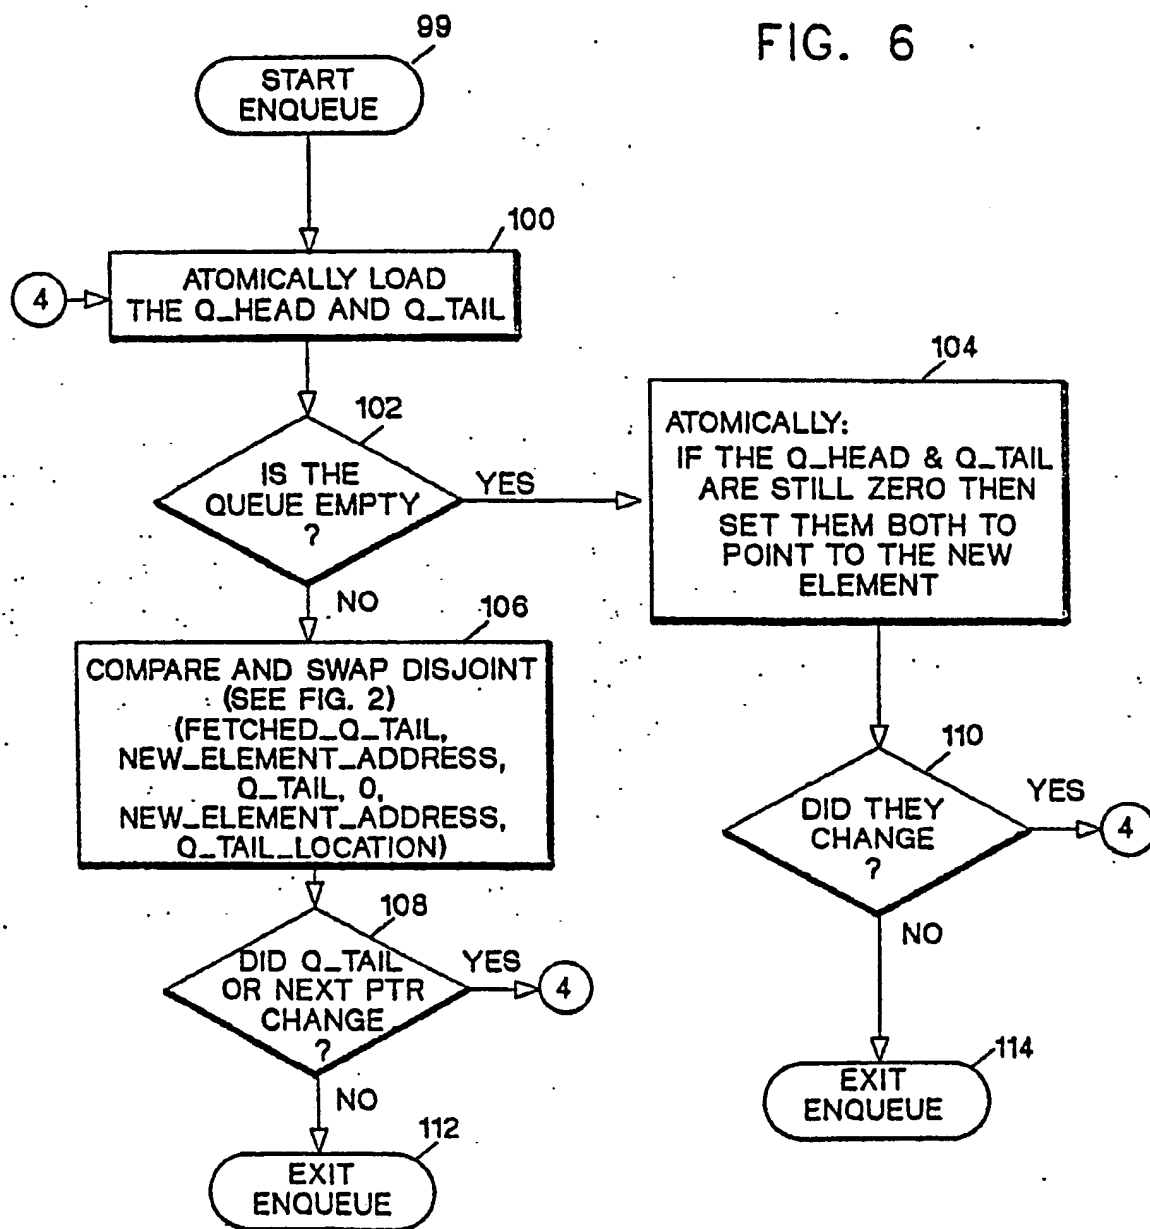 FIG. 6
99
START
ENQUEUE
100
ATOMICALLY LOAD
THE Q_HEAD AND Q_TAIL
4
102
IS THE
QUEUE EMPTY
?
YES
NO
104
ATOMICALLY:
IF THE Q_HEAD & Q_TAIL
ARE STILL ZERO THEN
SET THEM BOTH TO
POINT TO THE NEW
ELEMENT
106
COMPARE AND SWAP DISJOINT
(SEE FIG. 2)
(FETCHED_Q_TAIL,
NEW_ELEMENT_ADDRESS,
Q_TAIL, 0,
NEW_ELEMENT_ADDRESS,
Q_TAIL_LOCATION)
110
DID THEY
CHANGE
?
YES
4
NO
108
DID Q_TAIL
OR NEXT PTR
CHANGE
?
YES
4
NO
114
EXIT
ENQUEUE
112
EXIT
ENQUEUE